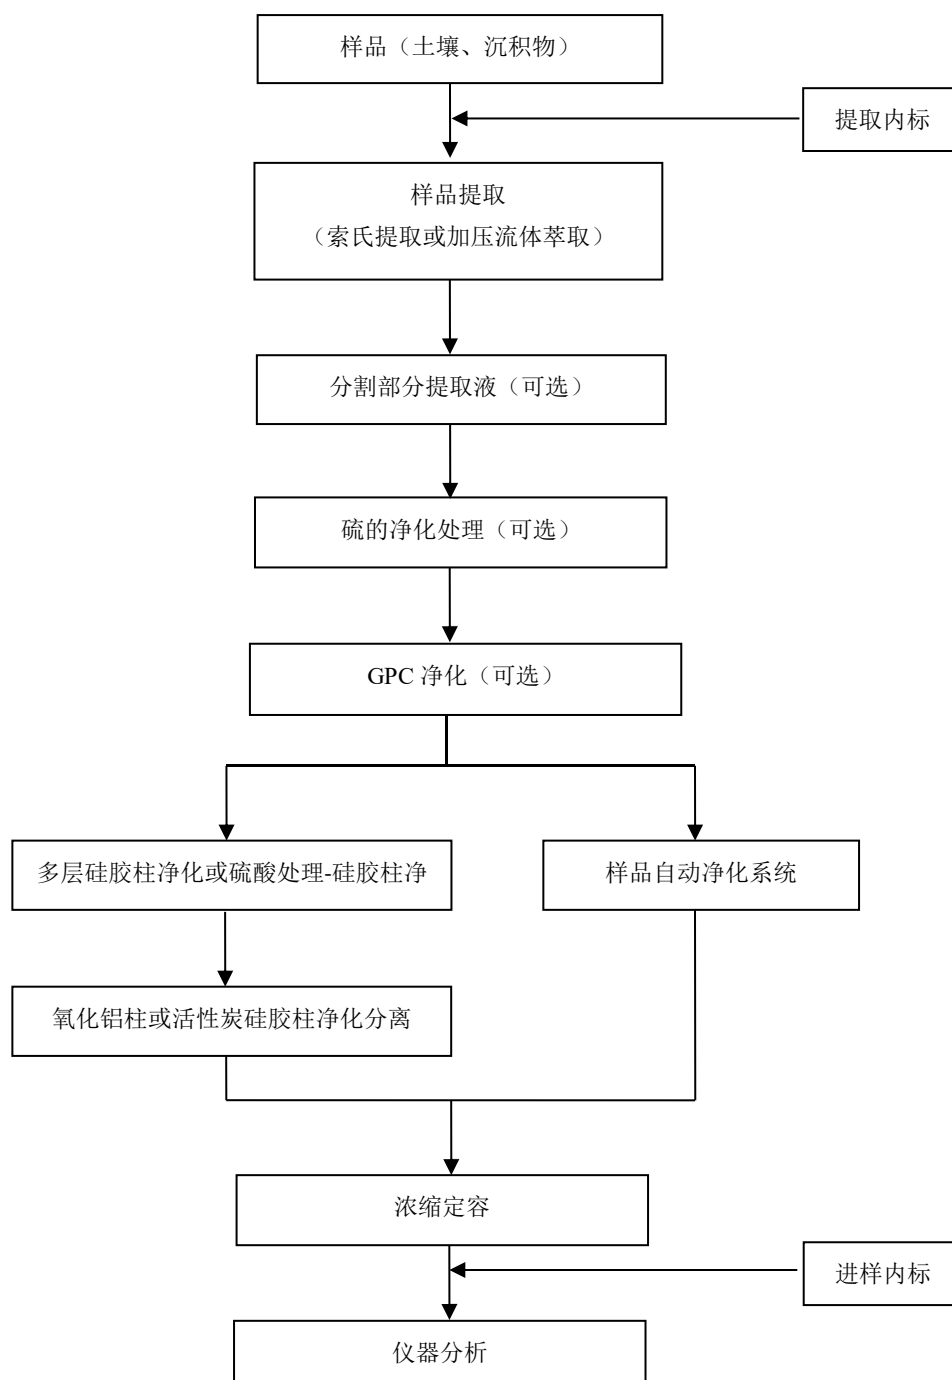 样品（土壤、沉积物）
提取内标
样品提取
（索氏提取或加压流体萃取）
分割部分提取液（可选）
硫的净化处理（可选）
GPC 净化（可选）
多层硅胶柱净化或硫酸处理-硅胶柱净
样品自动净化系统
氧化铝柱或活性炭硅胶柱净化分离
浓缩定容
进样内标
仪器分析